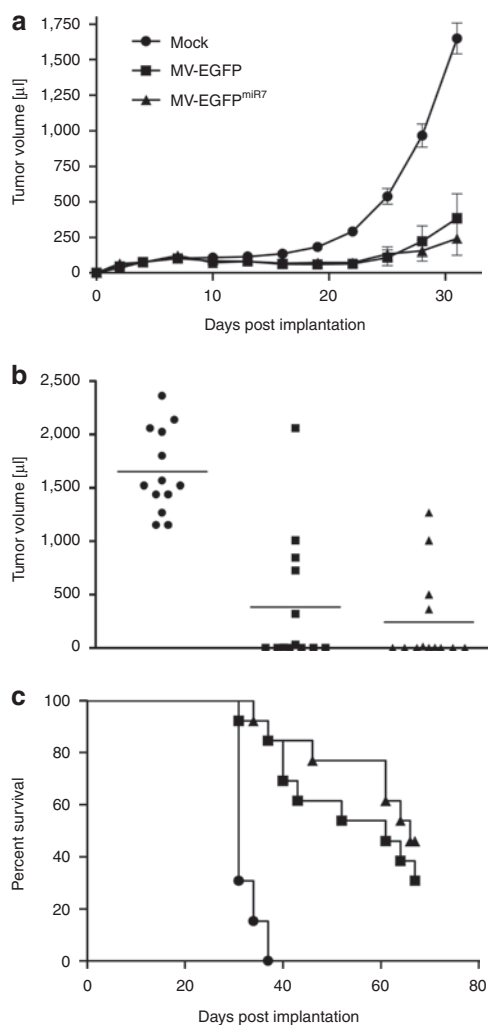 a
1,750
1,500
1,250
1,000
750
500
250
0
Tumor volume [µl]
Mock
MV-EGFP
MV-EGFPmiR7
0
10
20
30
Days post implantation
b
2,500
2,000
1,500
1,000
500
0
Tumor volume [µl]
c
100
80
60
40
20
0
Percent survival
0
20
40
60
80
Days post implantation